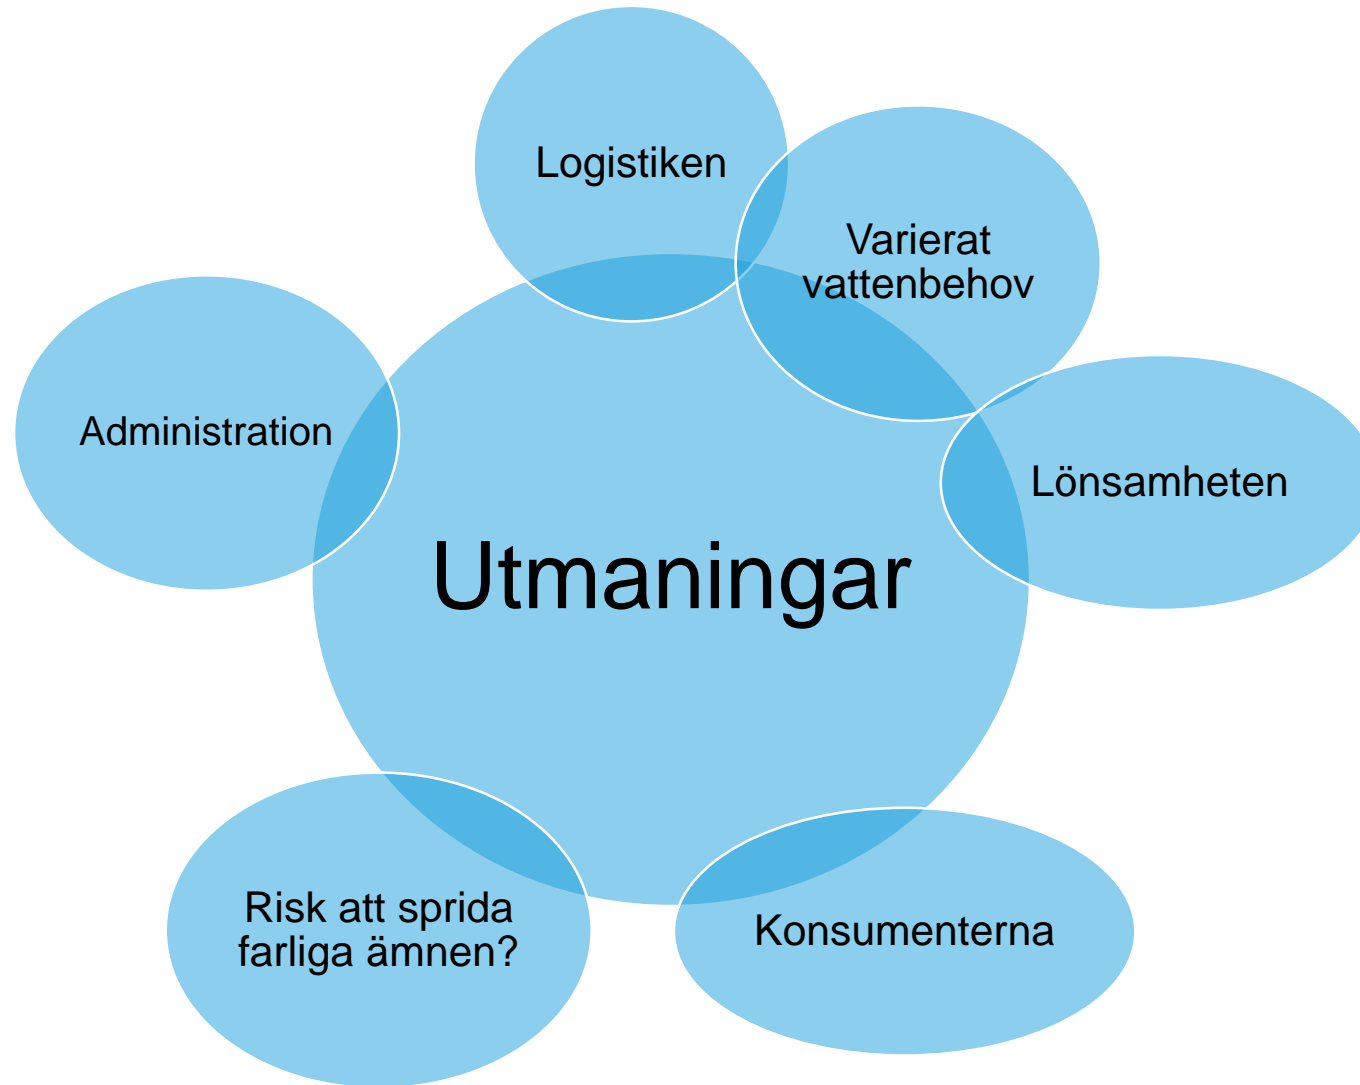 Logistiken
Varierat
vattenbehov
Administration
Lönsamheten
Utmaningar
Risk att sprida
farliga ämnen?
Konsumenterna